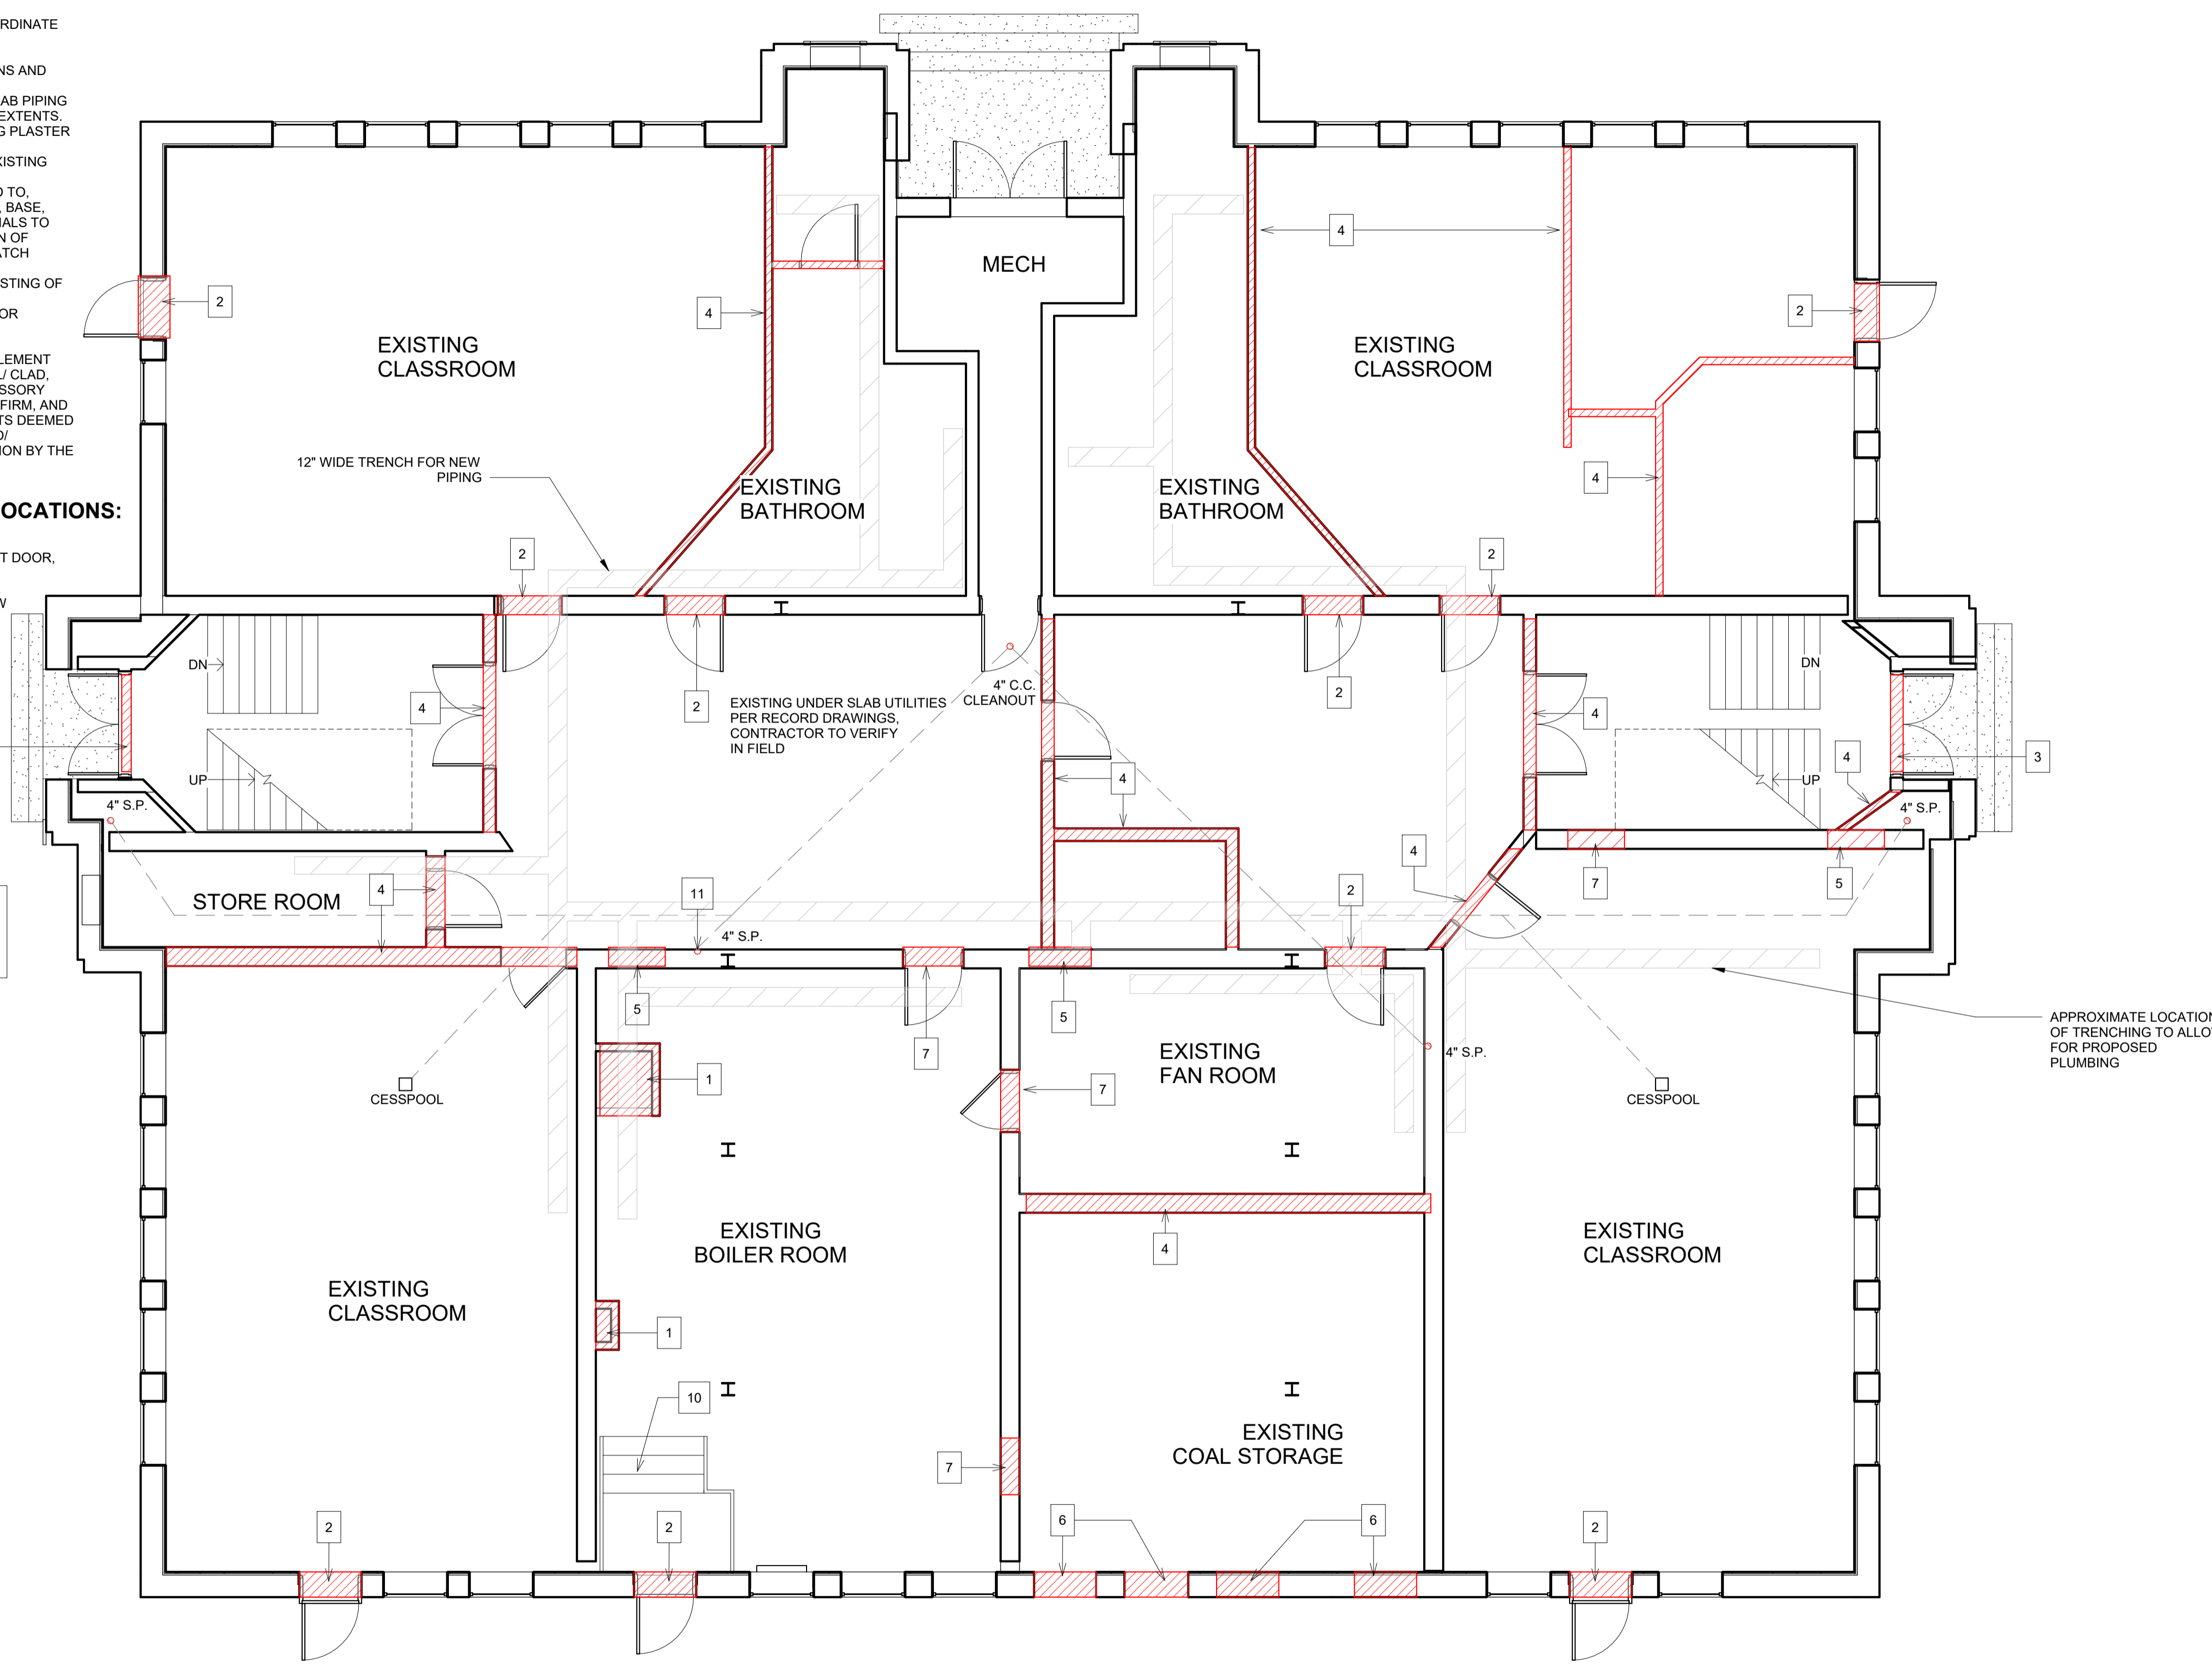 RDINATE
NS AND
AB PIPING
EXTENTS.
G PLASTER
EXISTING
D TO,
, BASE,
IALS TO
N OF
ATCH
STING OF
OR
LEMENT
L/ CLAD,
SSORY
FIRM, AND
TS DEEMED
D/
ION BY THE
OCATIONS:
T DOOR,
W
MECH
4
2
4
2
EXISTING
CLASSROOM
EXISTING
CLASSROOM
12" WIDE TRENCH FOR NEW
PIPING
4
EXISTING
BATHROOM
EXISTING
BATHROOM
2
2
DN
4
2
EXISTING UNDER SLAB UTILITIES
PER RECORD DRAWINGS,
CONTRACTOR TO VERIFY
IN FIELD
4" C.C.
CLEANOUT
2
4
DN
UP
4
4
UP
3
4" S.P.
4" S.P.
STORE ROOM
4
11
4" S.P.
2
4
7
5
5
7
5
APPROXIMATE LOCATION
OF TRENCHING TO ALLO
FOR PROPOSED
PLUMBING
CESSPOOL
1
EXISTING
FAN ROOM
7
4" S.P.
CESSPOOL
EXISTING
BOILER ROOM
4
EXISTING
CLASSROOM
EXISTING
CLASSROOM
1
10
7
EXISTING
COAL STORAGE
2
2
6
6
2